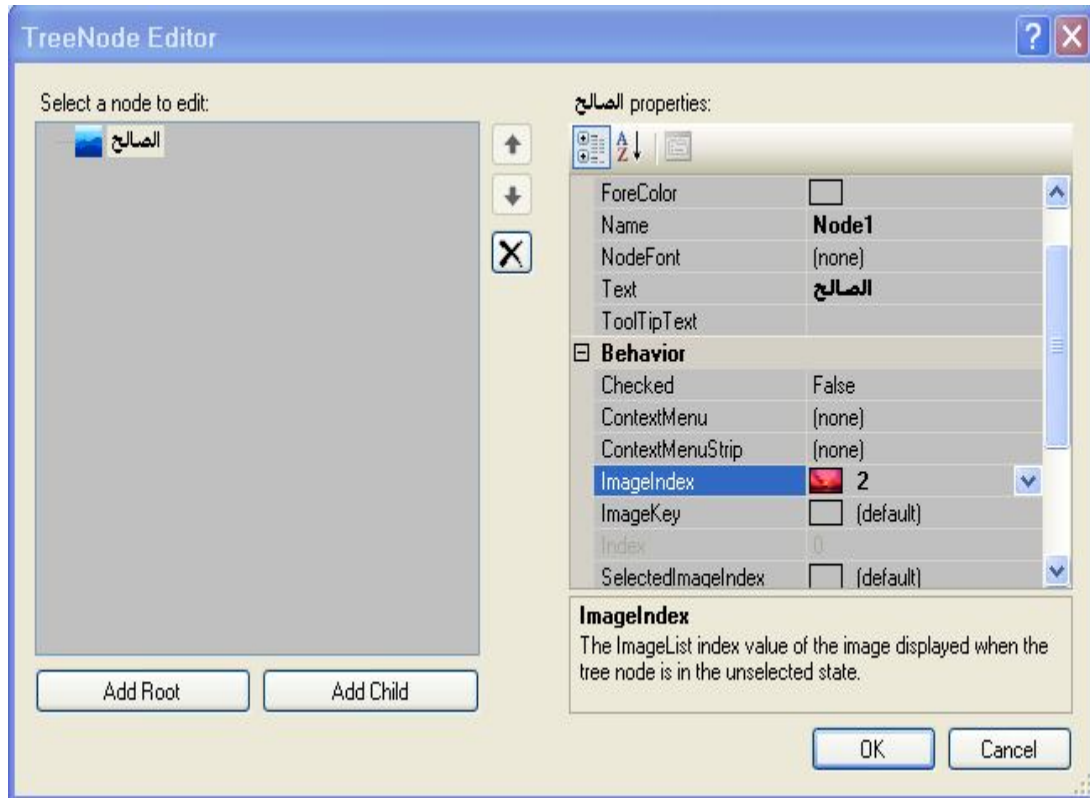 TreeNode Editor
Select a node to edit:
الصالح
Add Root
Add Child
الصالح properties:
ForeColor
Name Node1
NodeFont (none)
Text الصالح
ToolTipText
Behavior
Checked False
ContextMenu (none)
ContextMenuStrip (none)
ImageIndex 2
ImageKey (default)
Index 0
SelectedImageIndex (default)
ImageIndex
The ImageList index value of the image displayed when the
tree node is in the unselected state.
OK
Cancel